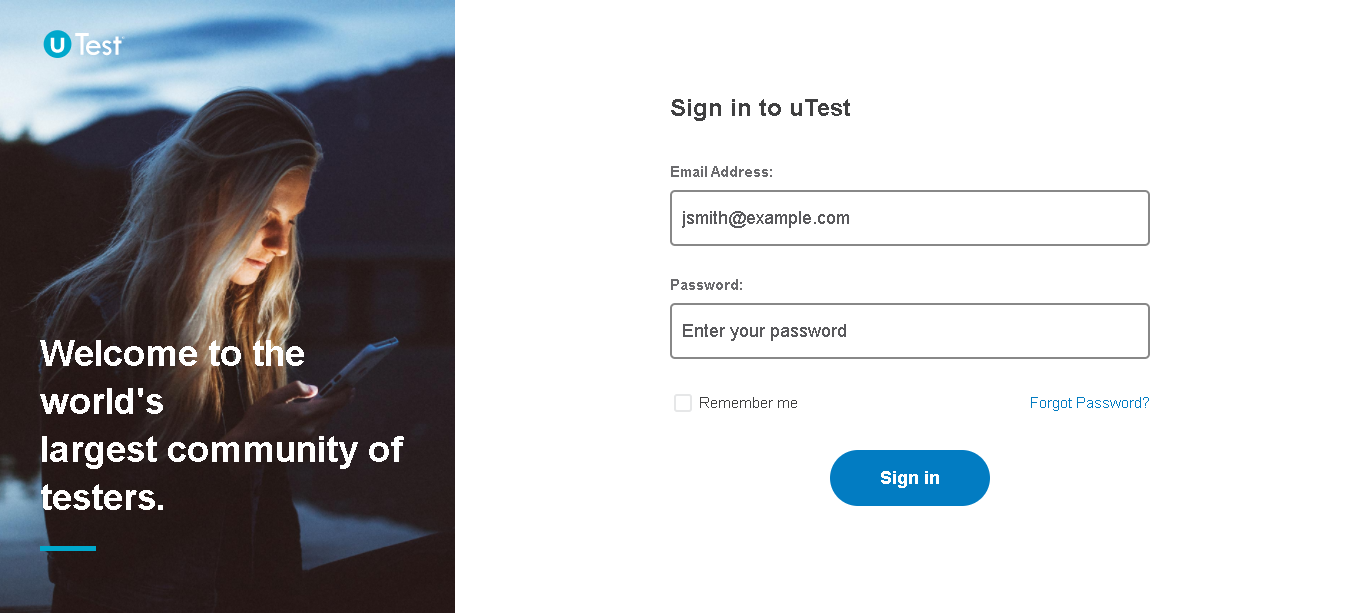 u Test
Welcome to the
world's
largest community of
testers.
Sign in to uTest
Email Address:
jsmith@example.com
Password:
Enter your password
Remember me
Forgot Password?
Sign in